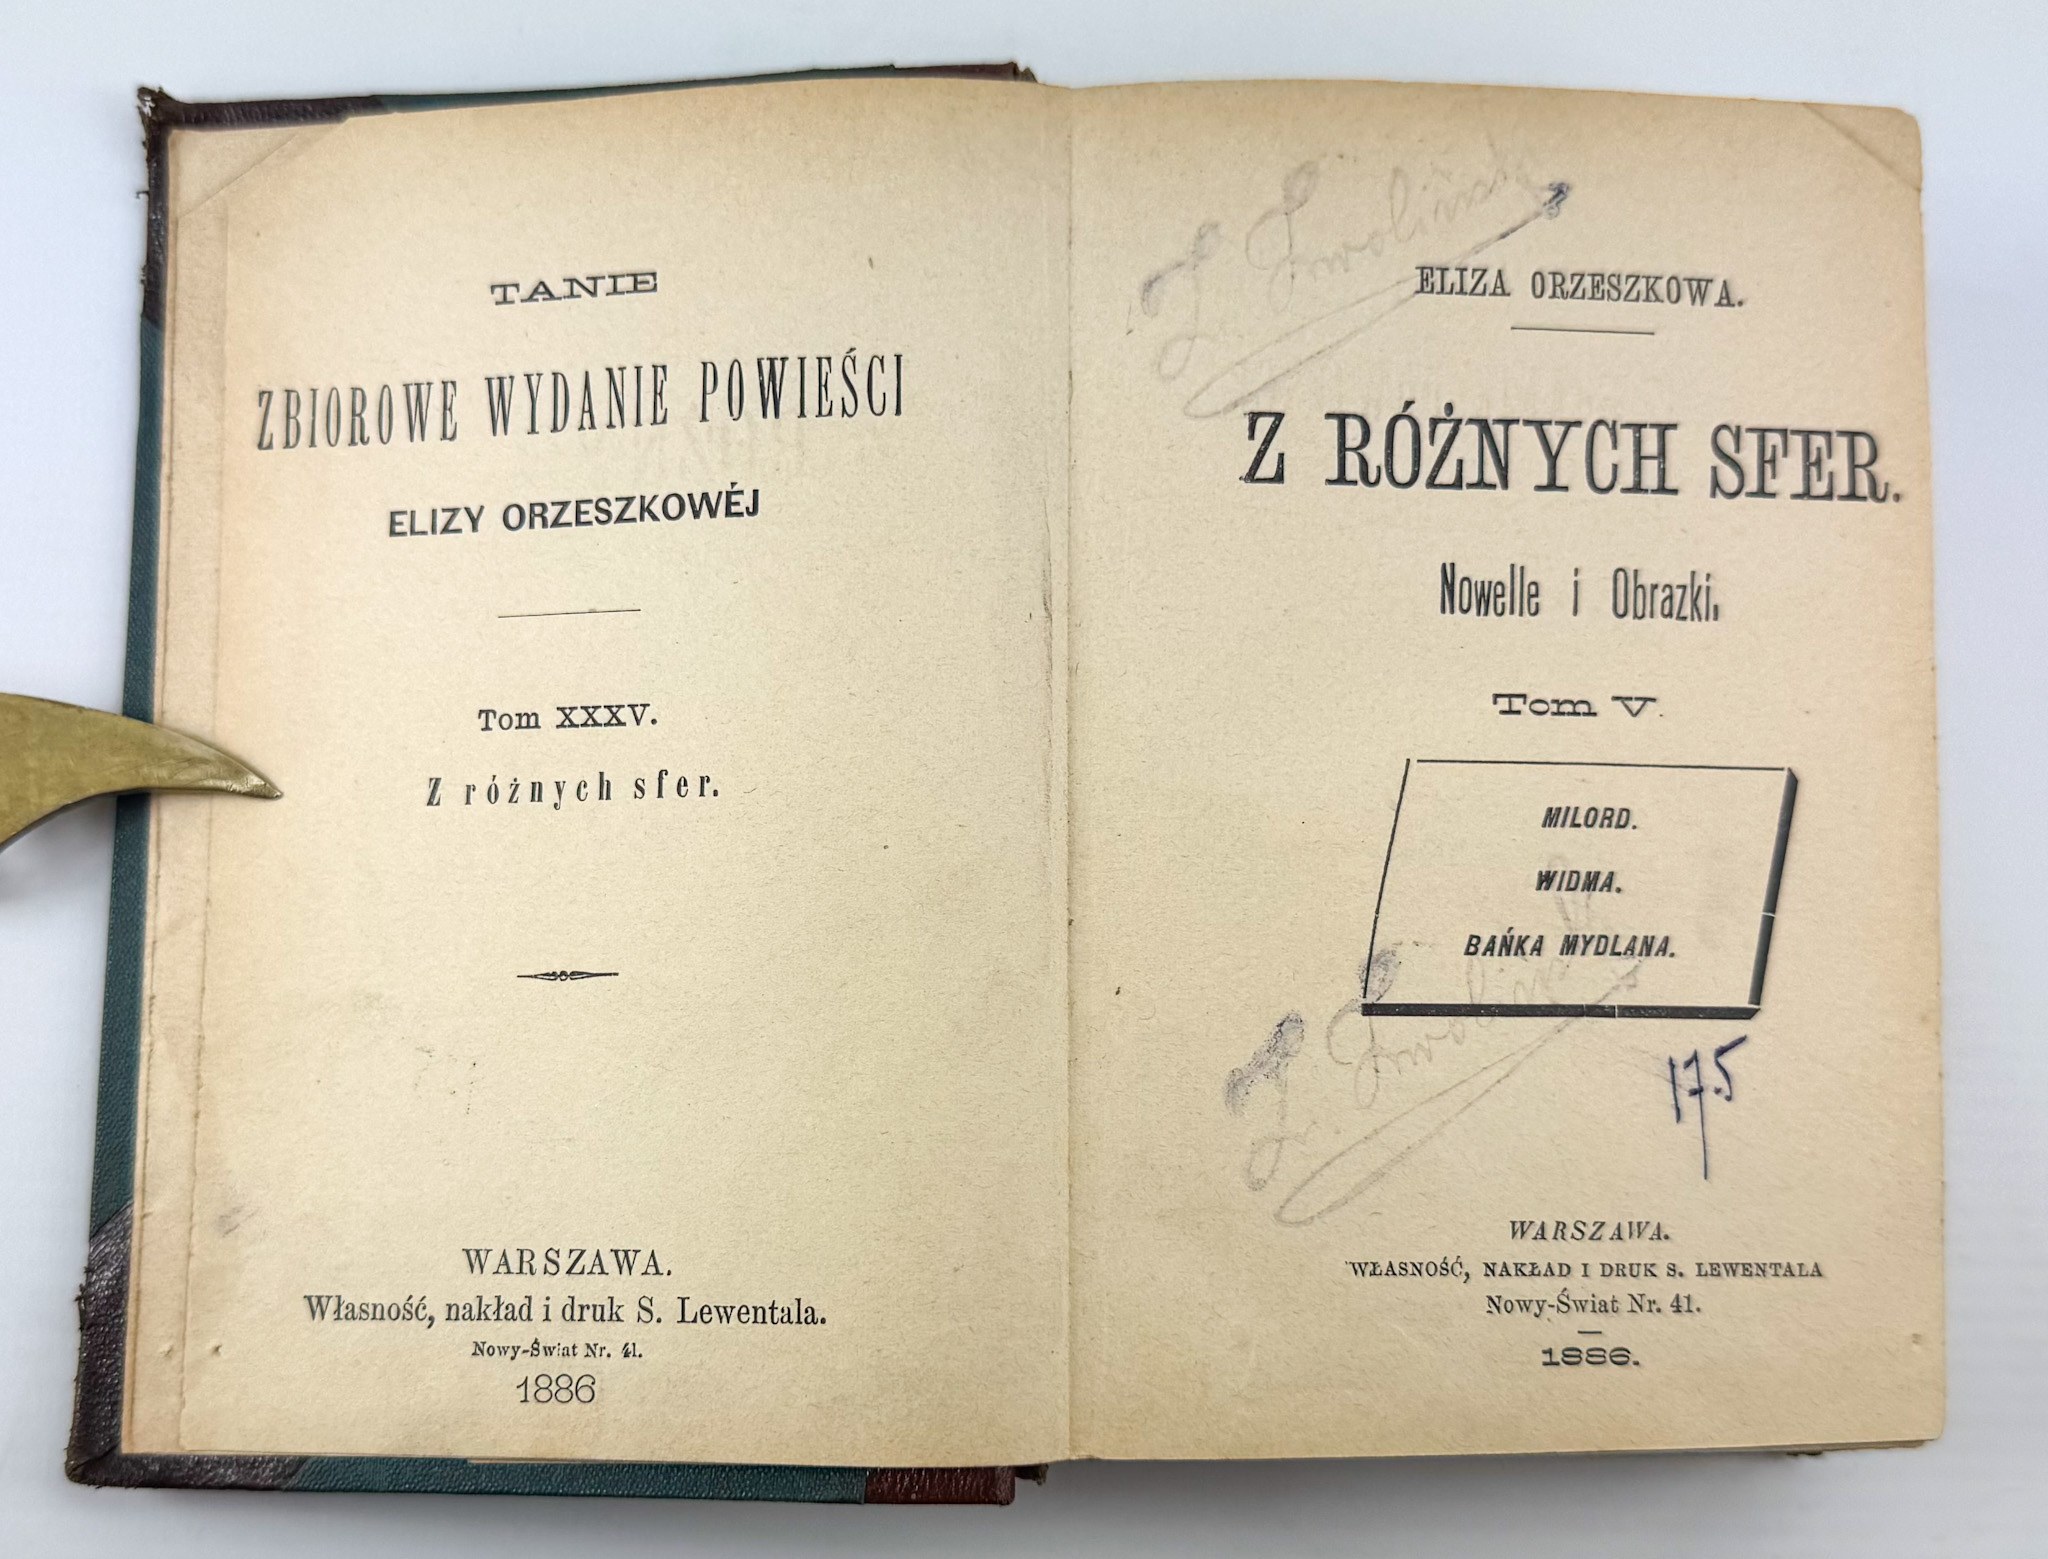 TANIE
ZBIOROWE WYDANIE POWIEŚCI
ELIZY ORZESZKOWÉJ
Tom XXXV.
Z różnych sfer.
WARSZAWA.
Własność, nakład i druk S. Lewentala.
Nowy-Świat Nr. 41.
1886
ELIZA ORZESZKOWA.
Z RÓŻNYCH SFER.
Nowelle i Obrazki.
Tom V.
MILORD.
WIDMA.
BAŃKA MYDLANA.
175
WARSZAWA.
WŁASNOŚĆ, NAKŁAD I DRUK S. LEWENTALA
Nowy-Świat Nr. 41.
1886.